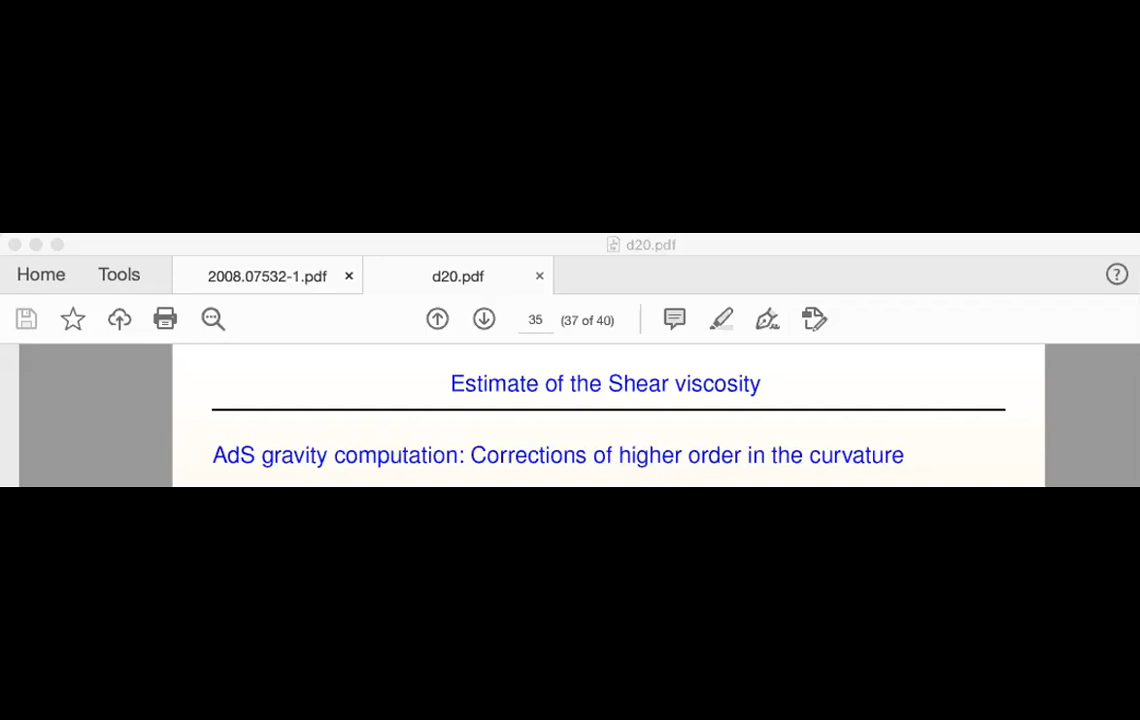 d20.pdf
Home Tools 2008.07532-1.pdf × d20.pdf × ?
35 (37 of 40)
Estimate of the Shear viscosity
AdS gravity computation: Corrections of higher order in the curvature